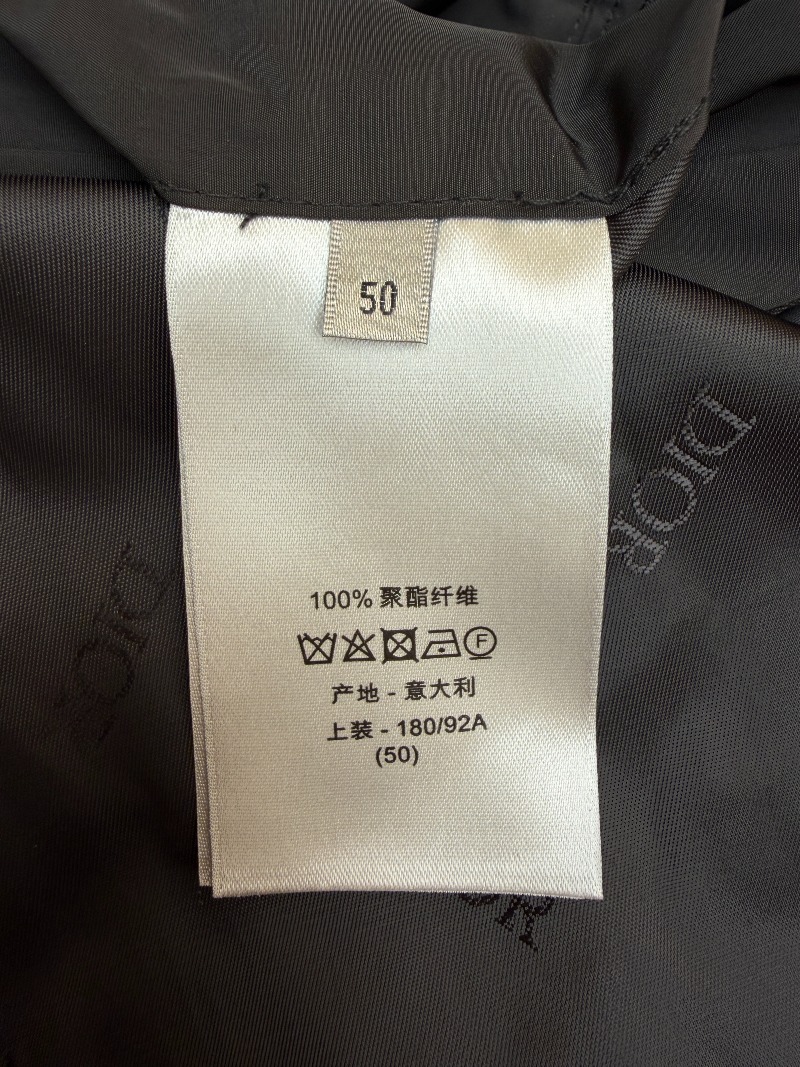 50
DIOR
DIOR
100% 聚酯纤维
F
产地 - 意大利
上装 - 180/92A
(50)